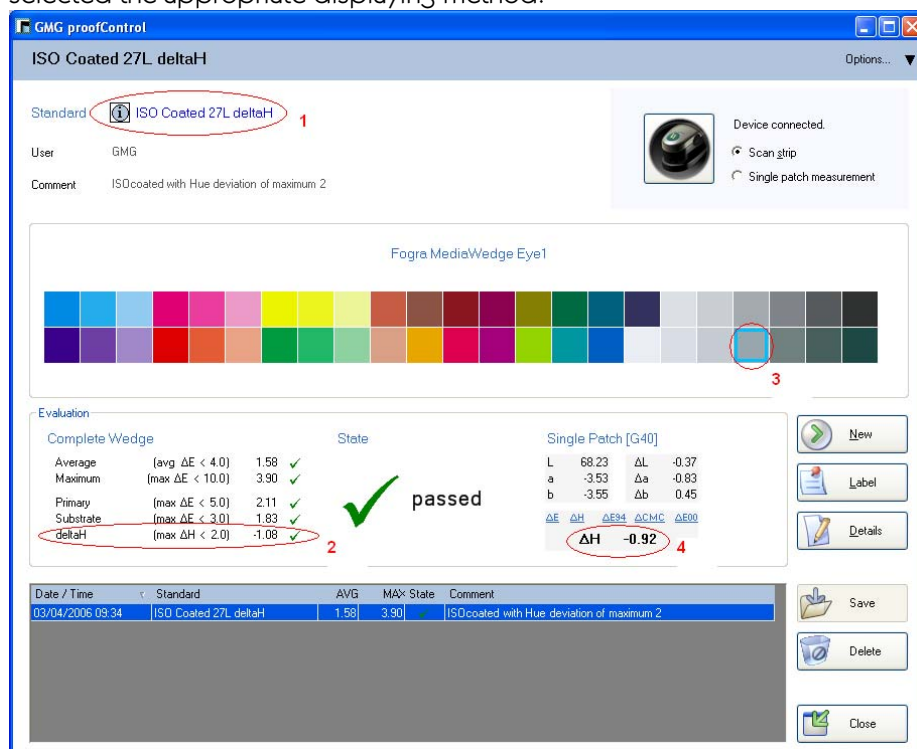 selected the appropriate displaying method.
GMG proofControl
ISO Coated 27L deltaH Options... ▼
Standard ISO Coated 27L deltaH 1
User GMG
Comment ISOcoated with Hue deviation of maximum 2
Device connected.
Scan strip
Single patch measurement
Fogra MediaWedge Eye1
3
Evaluation
Complete Wedge
Average (avg ΔE < 4.0) 1.58 ✓
Maximum (max ΔE < 10.0) 3.90 ✓
Primary (max ΔE < 5.0) 2.11 ✓
Substrate (max ΔE < 3.0) 1.83 ✓
deltaH (max ΔH < 2.0) -1.08 ✓ 2
State
passed
Single Patch [G40]
L 68.23 ΔL -0.37
a -3.53 Δa -0.83
b -3.55 Δb 0.45
ΔE ΔH ΔE94 ΔCMC ΔE00
ΔH -0.92 4
New
Label
Details
Date / Time Standard AVG MAX State Comment
03/04/2006 09:34 ISO Coated 27L deltaH 1.58 3.90 ISOcoated with Hue deviation of maximum 2
Save
Delete
Close